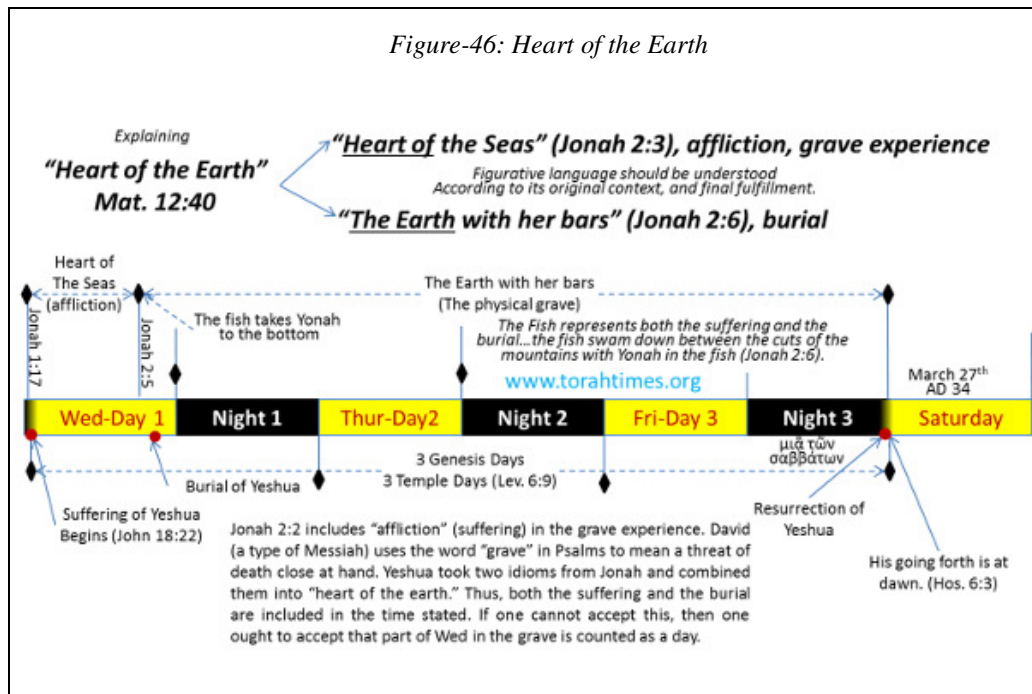 Figure-46: Heart of the Earth
Explaining
“Heart of the Earth”
Mat. 12:40
“Heart of the Seas” (Jonah 2:3), affliction, grave experience
Figurative language should be understood
According to its original context, and final fulfillment.
“The Earth with her bars” (Jonah 2:6), burial
Heart of
The Seas
(affliction)
Jonah 1:17
Jonah 2:5
The fish takes Yonah
to the bottom
The Earth with her bars
(The physical grave)
The Fish represents both the suffering and the
burial...the fish swam down between the cuts of the
mountains with Yonah in the fish (Jonah 2:6).
www.torahtimes.org
March 27th
AD 34
Wed-Day 1
Night 1
Thur-Day2
Night 2
Fri-Day 3
Night 3
Saturday
μιᾷ τῶν
σαββάτων
3 Genesis Days
3 Temple Days (Lev. 6:9)
Burial of Yeshua
Suffering of Yeshua
Begins (John 18:22)
Resurrection of
Yeshua
His going forth is at
dawn. (Hos. 6:3)
Jonah 2:2 includes “affliction” (suffering) in the grave experience. David
(a type of Messiah) uses the word “grave” in Psalms to mean a threat of
death close at hand. Yeshua took two idioms from Jonah and combined
them into “heart of the earth.” Thus, both the suffering and the burial
are included in the time stated. If one cannot accept this, then one
ought to accept that part of Wed in the grave is counted as a day.